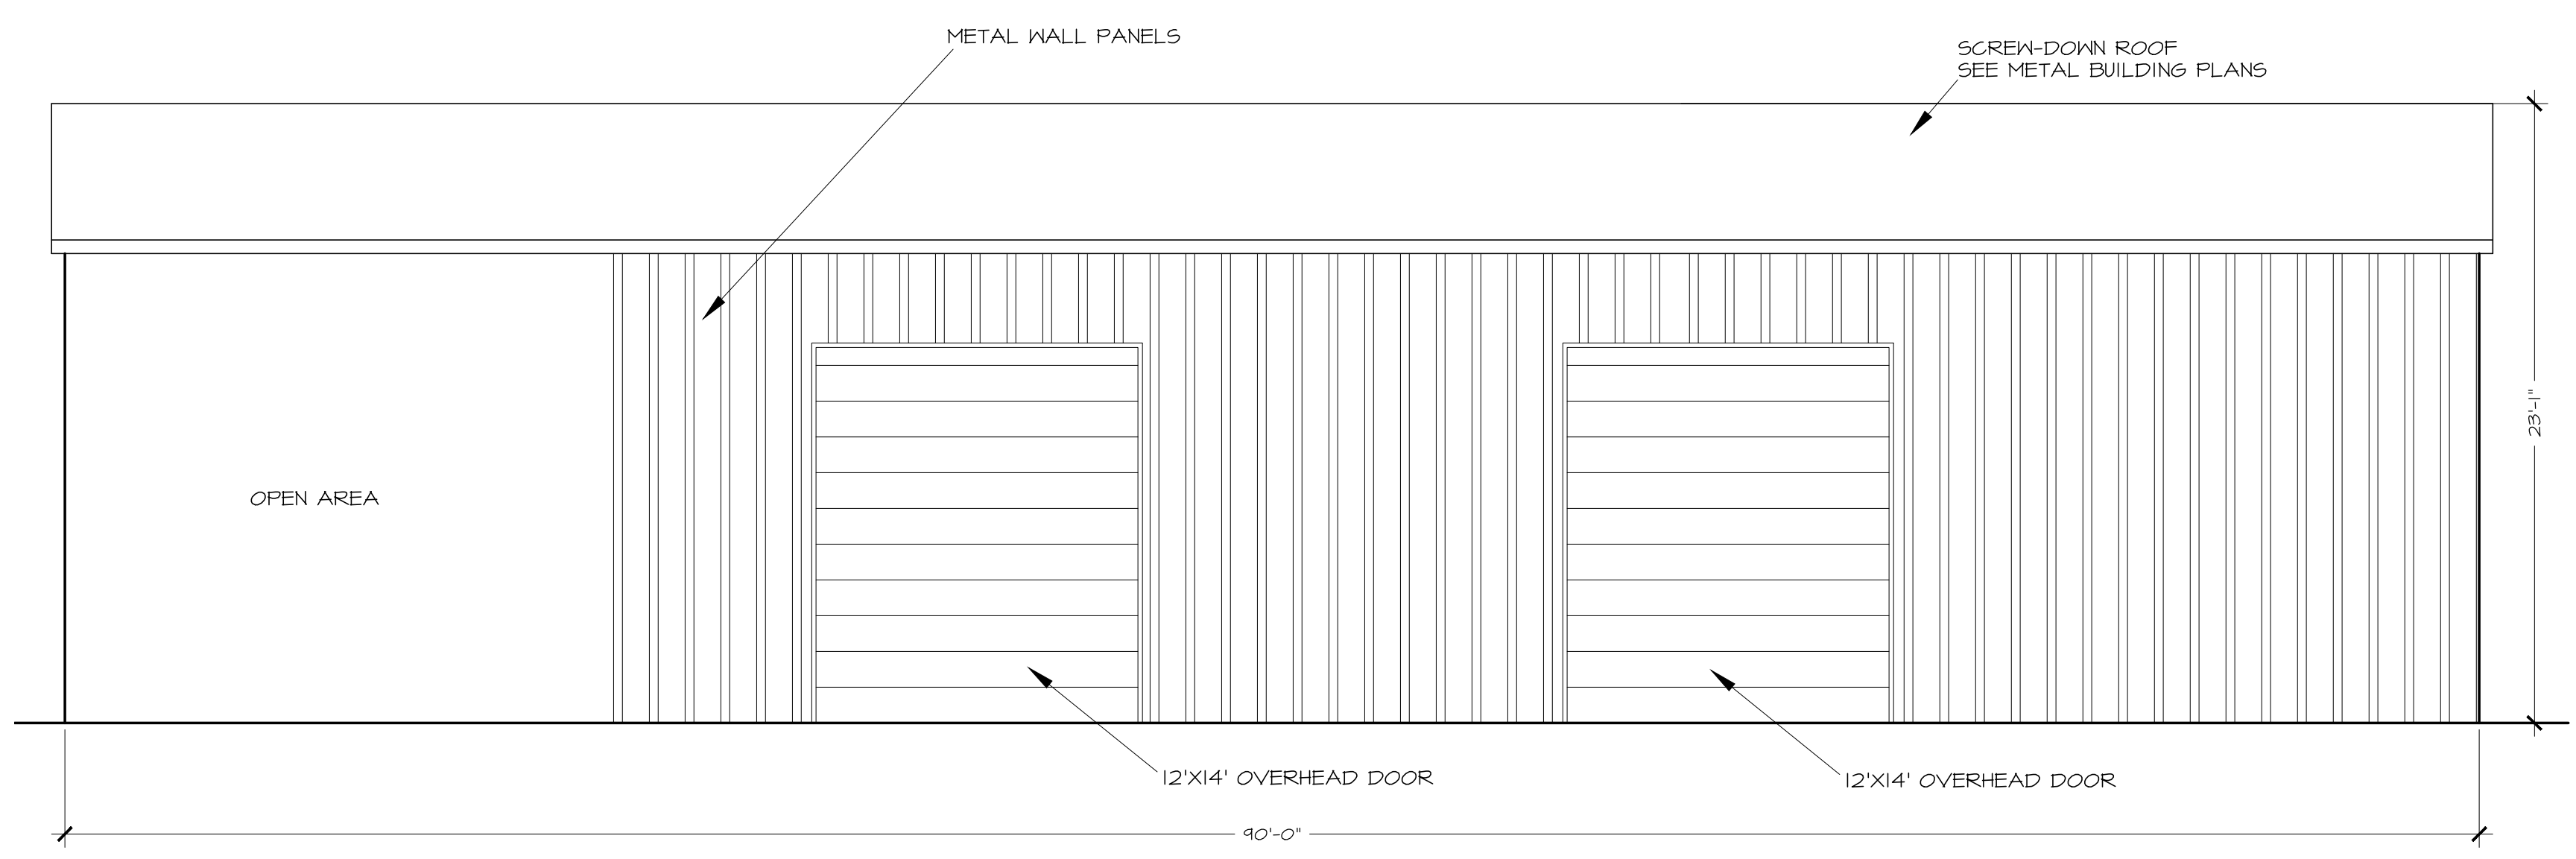 METAL WALL PANELS
SCREW-DOWN ROOF
SEE METAL BUILDING PLANS
23'-1"
OPEN AREA
12'X14' OVERHEAD DOOR
12'X14' OVERHEAD DOOR
90'-0"